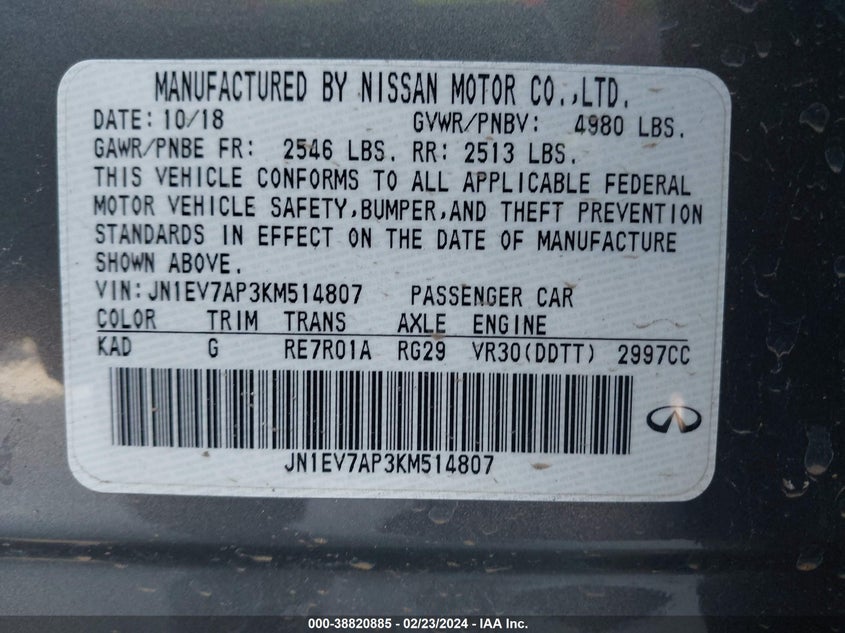 MANUFACTURED BY NISSAN MOTOR CO.,LTD.
DATE: 10/18 GVWR/PNBV: 4980 LBS.
GAWR/PNBE FR: 2546 LBS. RR: 2513 LBS.
THIS VEHICLE CONFORMS TO ALL APPLICABLE FEDERAL
MOTOR VEHICLE SAFETY,BUMPER,AND THEFT PREVENTION
STANDARDS IN EFFECT ON THE DATE OF MANUFACTURE
SHOWN ABOVE.
VIN:JN1EV7AP3KM514807 PASSENGER CAR
COLOR TRIM TRANS AXLE ENGINE
KAD G RE7R01A RG29 VR30(DDTT) 2997CC
JN1EV7AP3KM514807
000-38820885 - 02/23/2024 - IAA Inc.